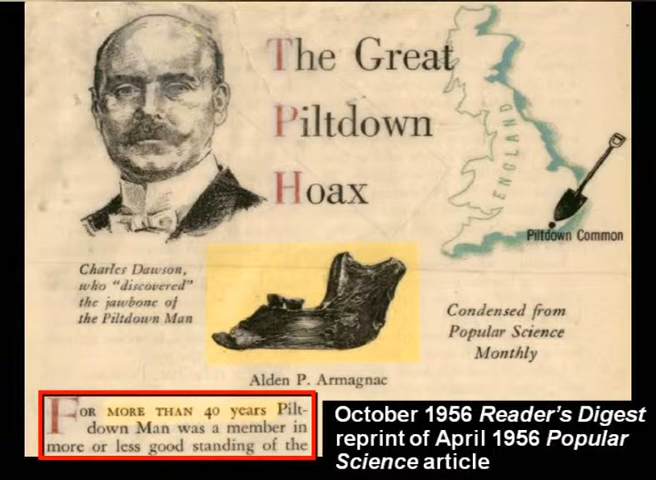 The Great
Piltdown
Hoax
ENGLAND
Piltdown Common
Charles Dawson,
who "discovered"
the jawbone of
the Piltdown Man
Condensed from
Popular Science
Monthly
Alden P. Armagnac
FOR MORE THAN 40 years Pilt-
down Man was a member in
more or less good standing of the
October 1956 Reader's Digest
reprint of April 1956 Popular
Science article